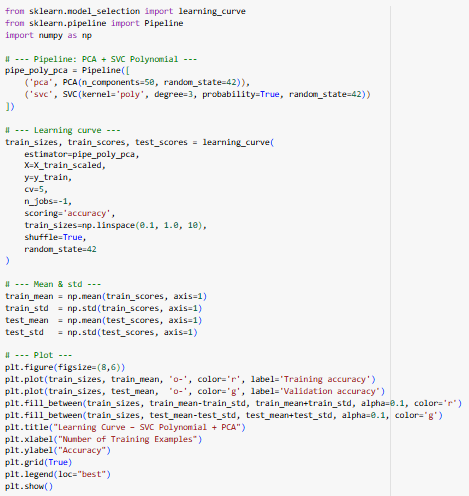 from sklearn.model_selection import learning_curve
from sklearn.pipeline import Pipeline
import numpy as np

# --- Pipeline: PCA + SVC Polynomial ---
pipe_poly_pca = Pipeline([
    ('pca', PCA(n_components=50, random_state=42)),
    ('svc', SVC(kernel='poly', degree=3, probability=True, random_state=42))
])

# --- Learning curve ---
train_sizes, train_scores, test_scores = learning_curve(
    estimator=pipe_poly_pca,
    X=X_train_scaled,
    y=y_train,
    cv=5,
    n_jobs=-1,
    scoring='accuracy',
    train_sizes=np.linspace(0.1, 1.0, 10),
    shuffle=True,
    random_state=42
)

# --- Mean & std ---
train_mean = np.mean(train_scores, axis=1)
train_std  = np.std(train_scores, axis=1)
test_mean  = np.mean(test_scores, axis=1)
test_std   = np.std(test_scores, axis=1)

# --- Plot ---
plt.figure(figsize=(8,6))
plt.plot(train_sizes, train_mean, 'o-', color='r', label='Training accuracy')
plt.plot(train_sizes, test_mean,  'o-', color='g', label='Validation accuracy')
plt.fill_between(train_sizes, train_mean-train_std, train_mean+train_std, alpha=0.1, color='r')
plt.fill_between(train_sizes, test_mean-test_std, test_mean+test_std, alpha=0.1, color='g')
plt.title("Learning Curve – SVC Polynomial + PCA")
plt.xlabel("Number of Training Examples")
plt.ylabel("Accuracy")
plt.grid(True)
plt.legend(loc="best")
plt.show()